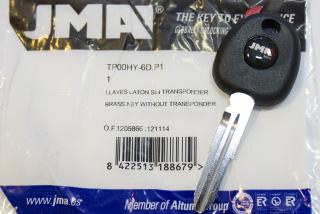 JMA
THE KEY TO E
TP00HY-6D.P1
1
LLAVES LATON SIN TRANSPONDER
BRASS KEY WITHOUT TRANSPONDER
JMA
O.F.1205866 .121114
8 422513 188679 >
www.jma.es
Member of Altuna Group